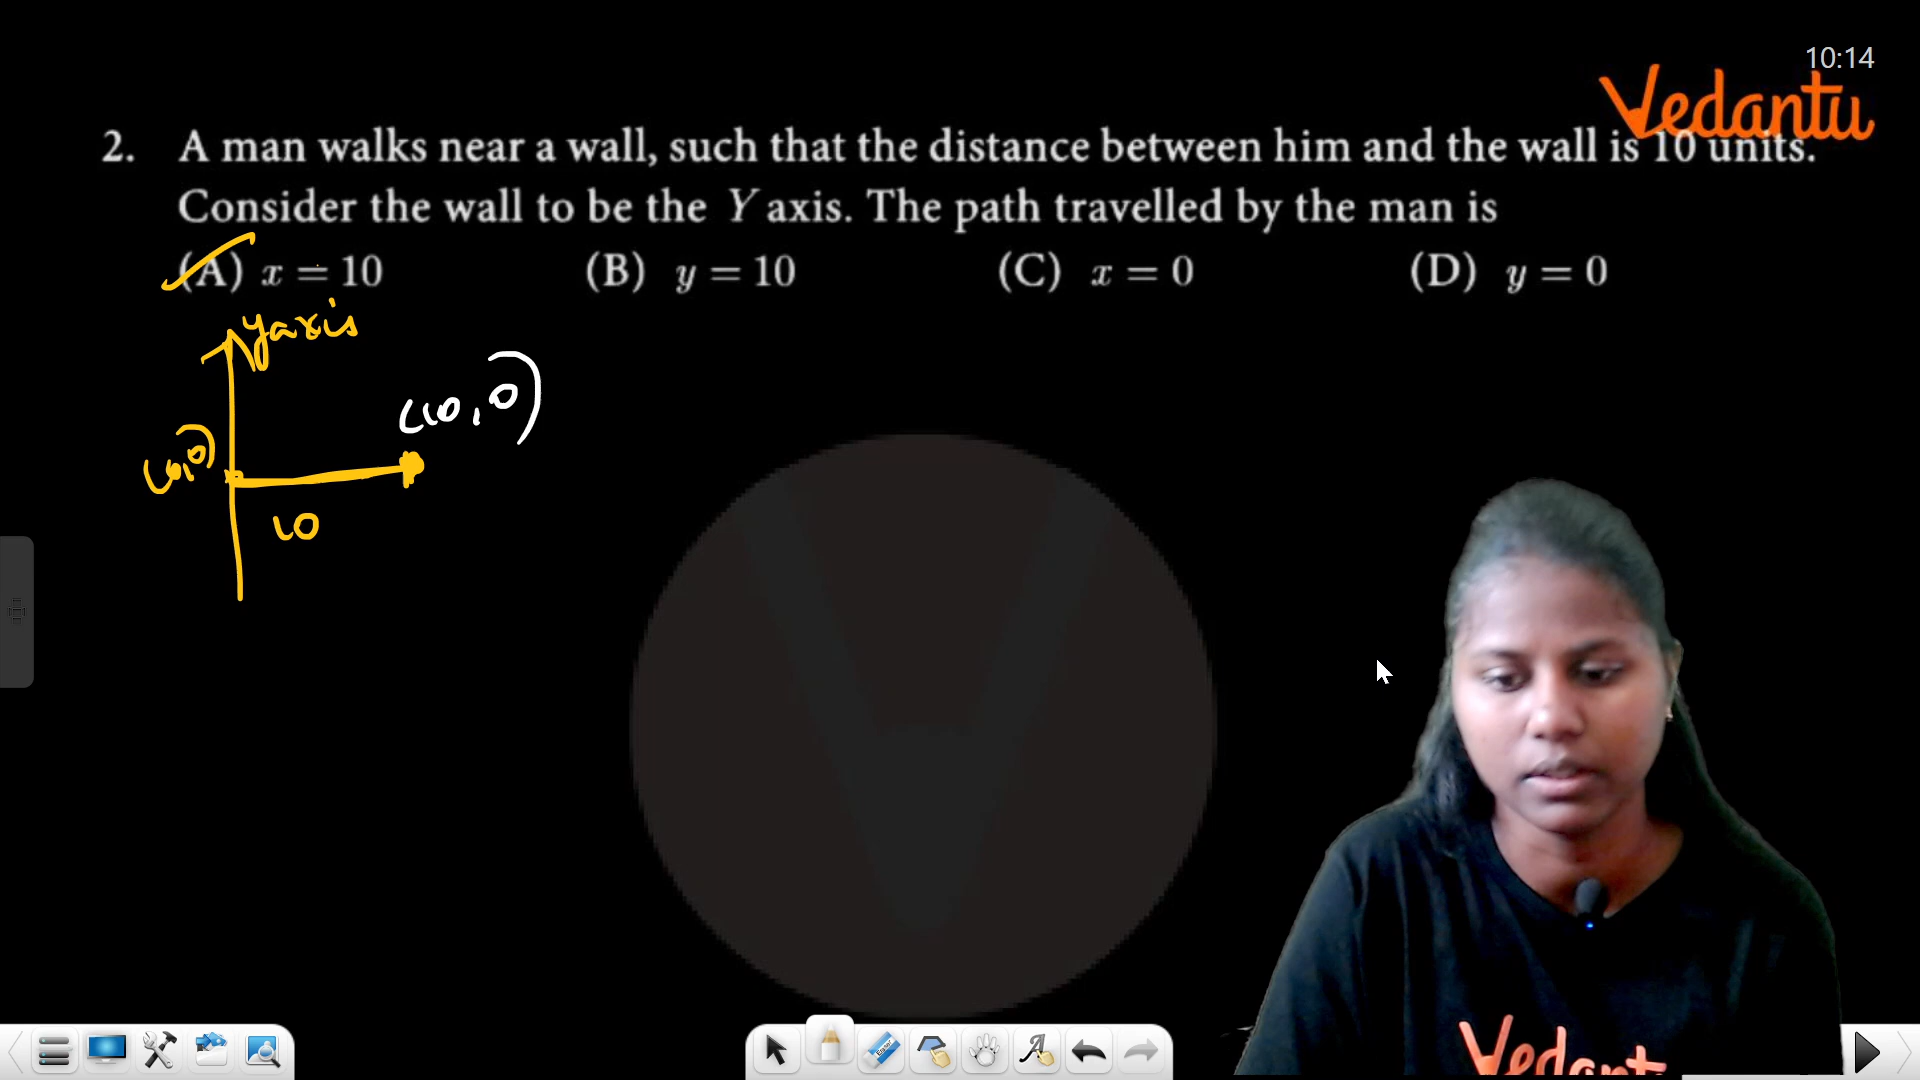 10:14
Vedantu
2. A man walks near a wall, such that the distance between him and the wall is 10 units.
Consider the wall to be the Y axis. The path travelled by the man is
(A) x = 10 (B) y = 10 (C) x = 0 (D) y = 0
y axis
(10,0)
(0,0)
10
Vedant